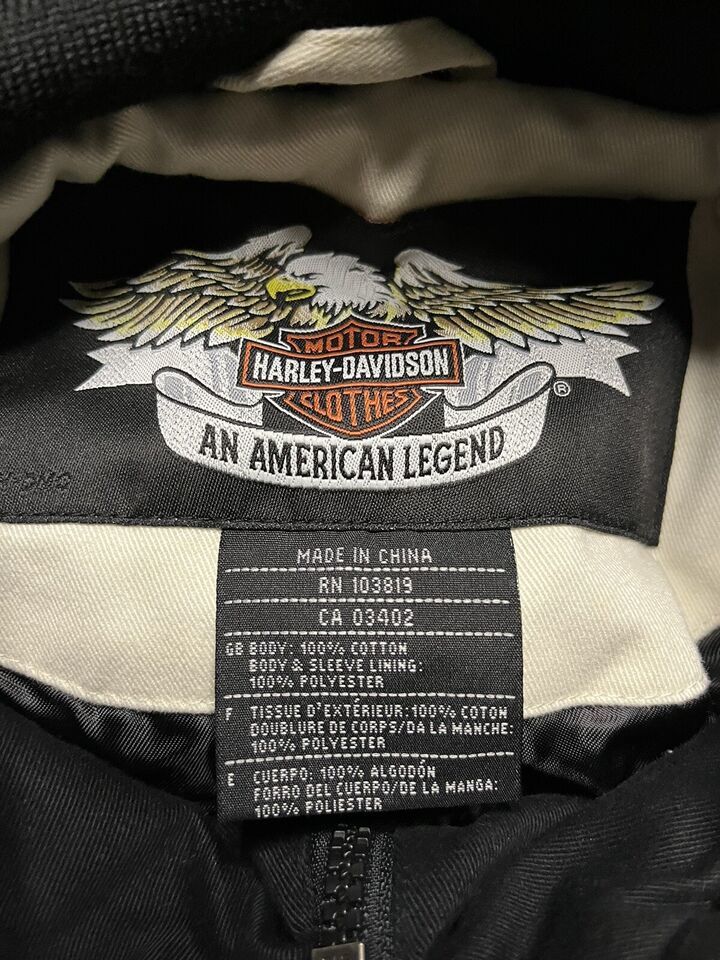 MOTOR
HARLEY-DAVIDSON
CLOTHES
®
AN AMERICAN LEGEND
MADE IN CHINA
RN 103819
CA 03402
GB BODY: 100% COTTON
BODY & SLEEVE LINING:
100% POLYESTER
F TISSUE D'EXTÉRIEUR: 100% COTON
DOUBLURE DE CORPS/DA LA MANCHE:
100% POLYESTER
E CUERPO: 100% ALGODÓN
FORRO DEL CUERPO/DE LA MANGA:
100% POLIESTER